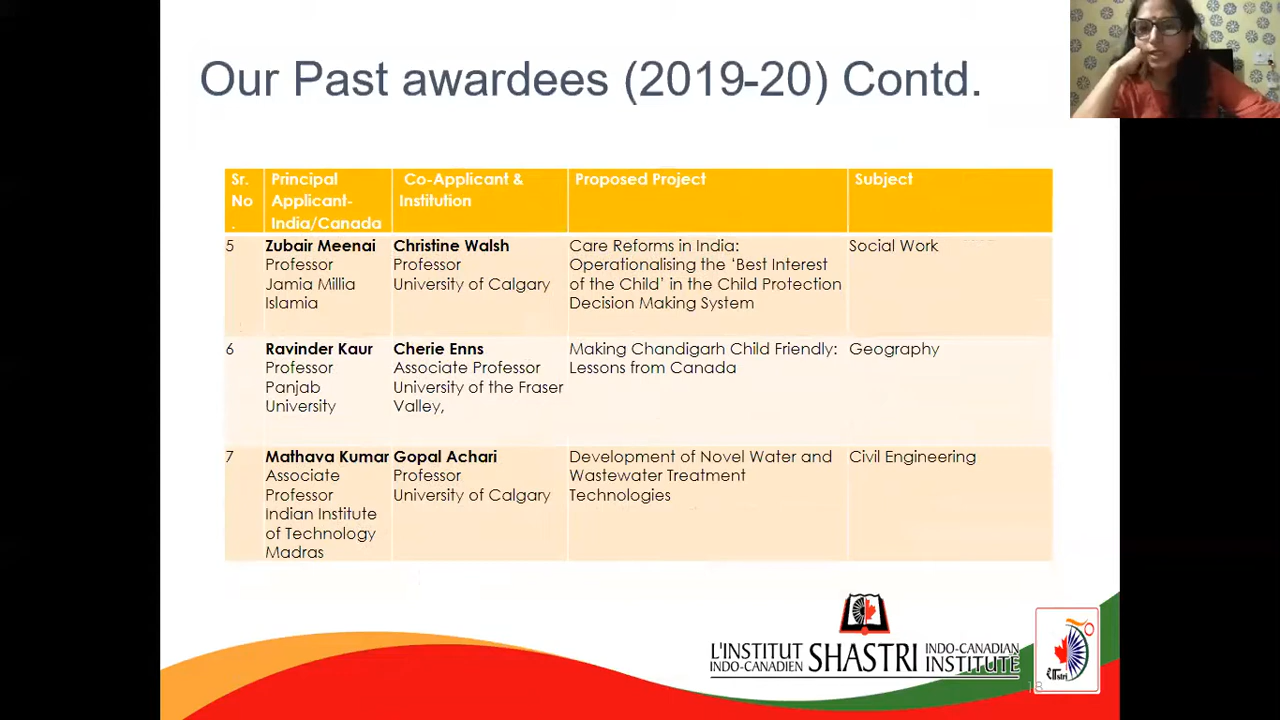 Our Past awardees (2019-20) Contd.
Sr. No .
Principal Applicant- India/Canada
Co-Applicant & Institution
Proposed Project
Subject
5
Zubair Meenai
Professor
Jamia Millia
Islamia
Christine Walsh
Professor
University of Calgary
Care Reforms in India:
Operationalising the ‘Best Interest
of the Child’ in the Child Protection
Decision Making System
Social Work
6
Ravinder Kaur
Professor
Panjab
University
Cherie Enns
Associate Professor
University of the Fraser
Valley,
Making Chandigarh Child Friendly:
Lessons from Canada
Geography
7
Mathava Kumar
Associate
Professor
Indian Institute
of Technology
Madras
Gopal Achari
Professor
University of Calgary
Development of Novel Water and
Wastewater Treatment
Technologies
Civil Engineering
L'INSTITUT
INDO-CANADIEN
SHASTRI
INDO-CANADIAN
INSTITUTE
18